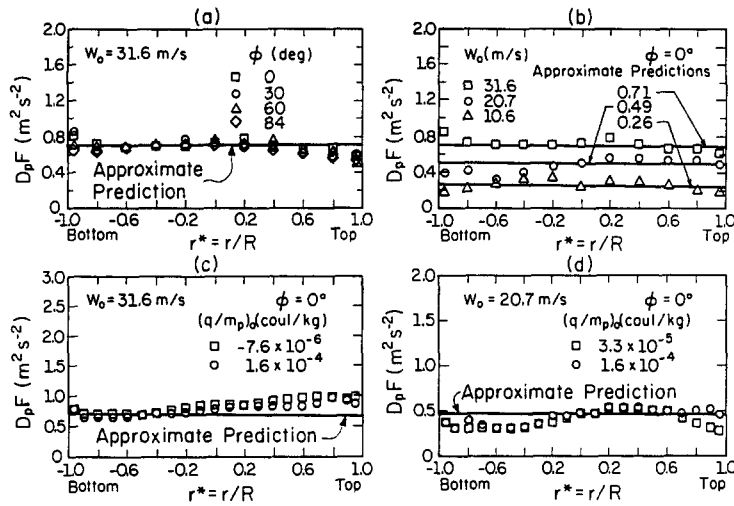 (a)
W₀ = 31.6 m/s
ϕ (deg)
□ 0
○ 30
△ 60
◇ 84
Approximate
Prediction
DₚF (m²s⁻²)
2.0
1.6
1.2
0.8
0.4
0
-1.0 -0.6 -0.2 0.2 0.6 1.0
Bottom Top
r* = r/R
(b)
W₀(m/s) ϕ = 0°
Approximate Predictions
□ 31.6
○ 20.7
△ 10.6
0.71
0.49
0.26
DₚF (m²s⁻²)
2.0
1.6
1.2
0.8
0.4
0
-1.0 -0.6 -0.2 0.2 0.6 1.0
Bottom Top
r* = r/R
(c)
W₀ = 31.6 m/s ϕ = 0°
(q/mₚ)₀(coul/kg)
□ -7.6 x 10⁻⁶
○ 1.6 x 10⁻⁴
Approximate Prediction
DₚF (m²s⁻²)
3.0
2.5
2.0
1.5
1.0
0.5
0
-1.0 -0.6 -0.2 0.2 0.6 1.0
Bottom Top
r* = r/R
(d)
W₀ = 20.7 m/s ϕ = 0°
(q/mₚ)₀(coul/kg)
□ 3.3 x 10⁻⁵
○ 1.6 x 10⁻⁴
Approximate Prediction
DₚF (m²s⁻²)
2.0
1.5
1.0
0.5
0
-1.0 -0.6 -0.2 0.2 0.6 1.0
Bottom Top
r* = r/R